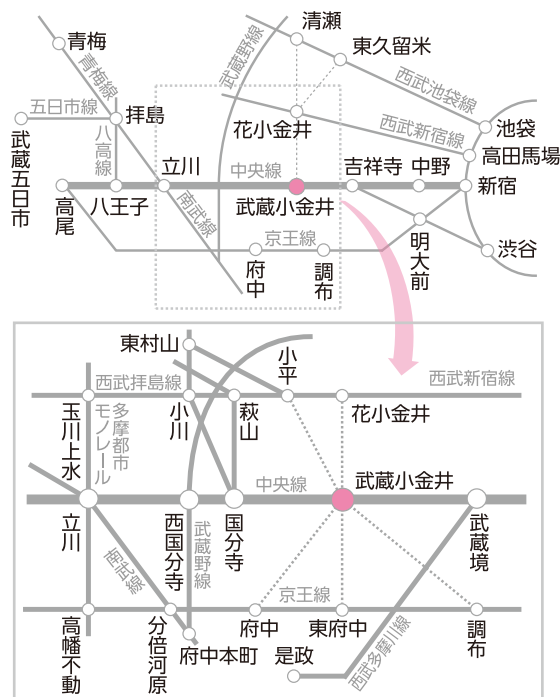 清瀬
東久留米
青梅
青梅線
武蔵野線
西武池袋線
五日市線
拝島
花小金井
西武新宿線
池袋
高田馬場
武蔵五日市
八高線
立川
中央線
吉祥寺
中野
新宿
高尾
八王子
南武線
武蔵小金井
京王線
明大前
渋谷
府中
調布
東村山
小平
西武拝島線
西武新宿線
玉川上水
多摩都市
モノレール
小川
萩山
花小金井
中央線
武蔵小金井
立川
南武線
西国分寺
武蔵野線
国分寺
武蔵境
京王線
高幡不動
分倍河原
府中本町
府中
東府中
是政
西武多摩川線
調布